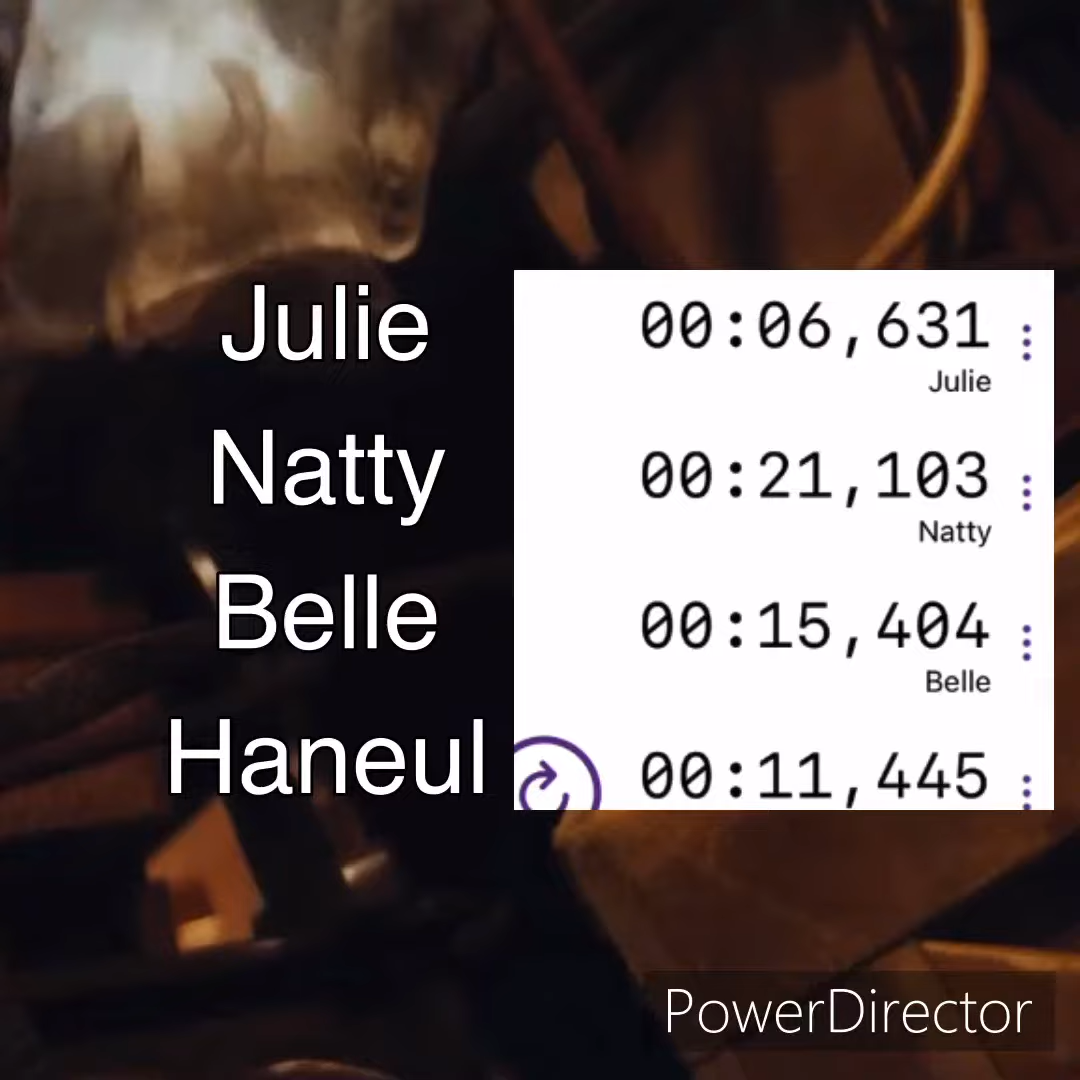 Julie
00:06,631
Julie
Natty
00:21,103
Natty
Belle
00:15,404
Belle
Haneul
00:11,445
PowerDirector